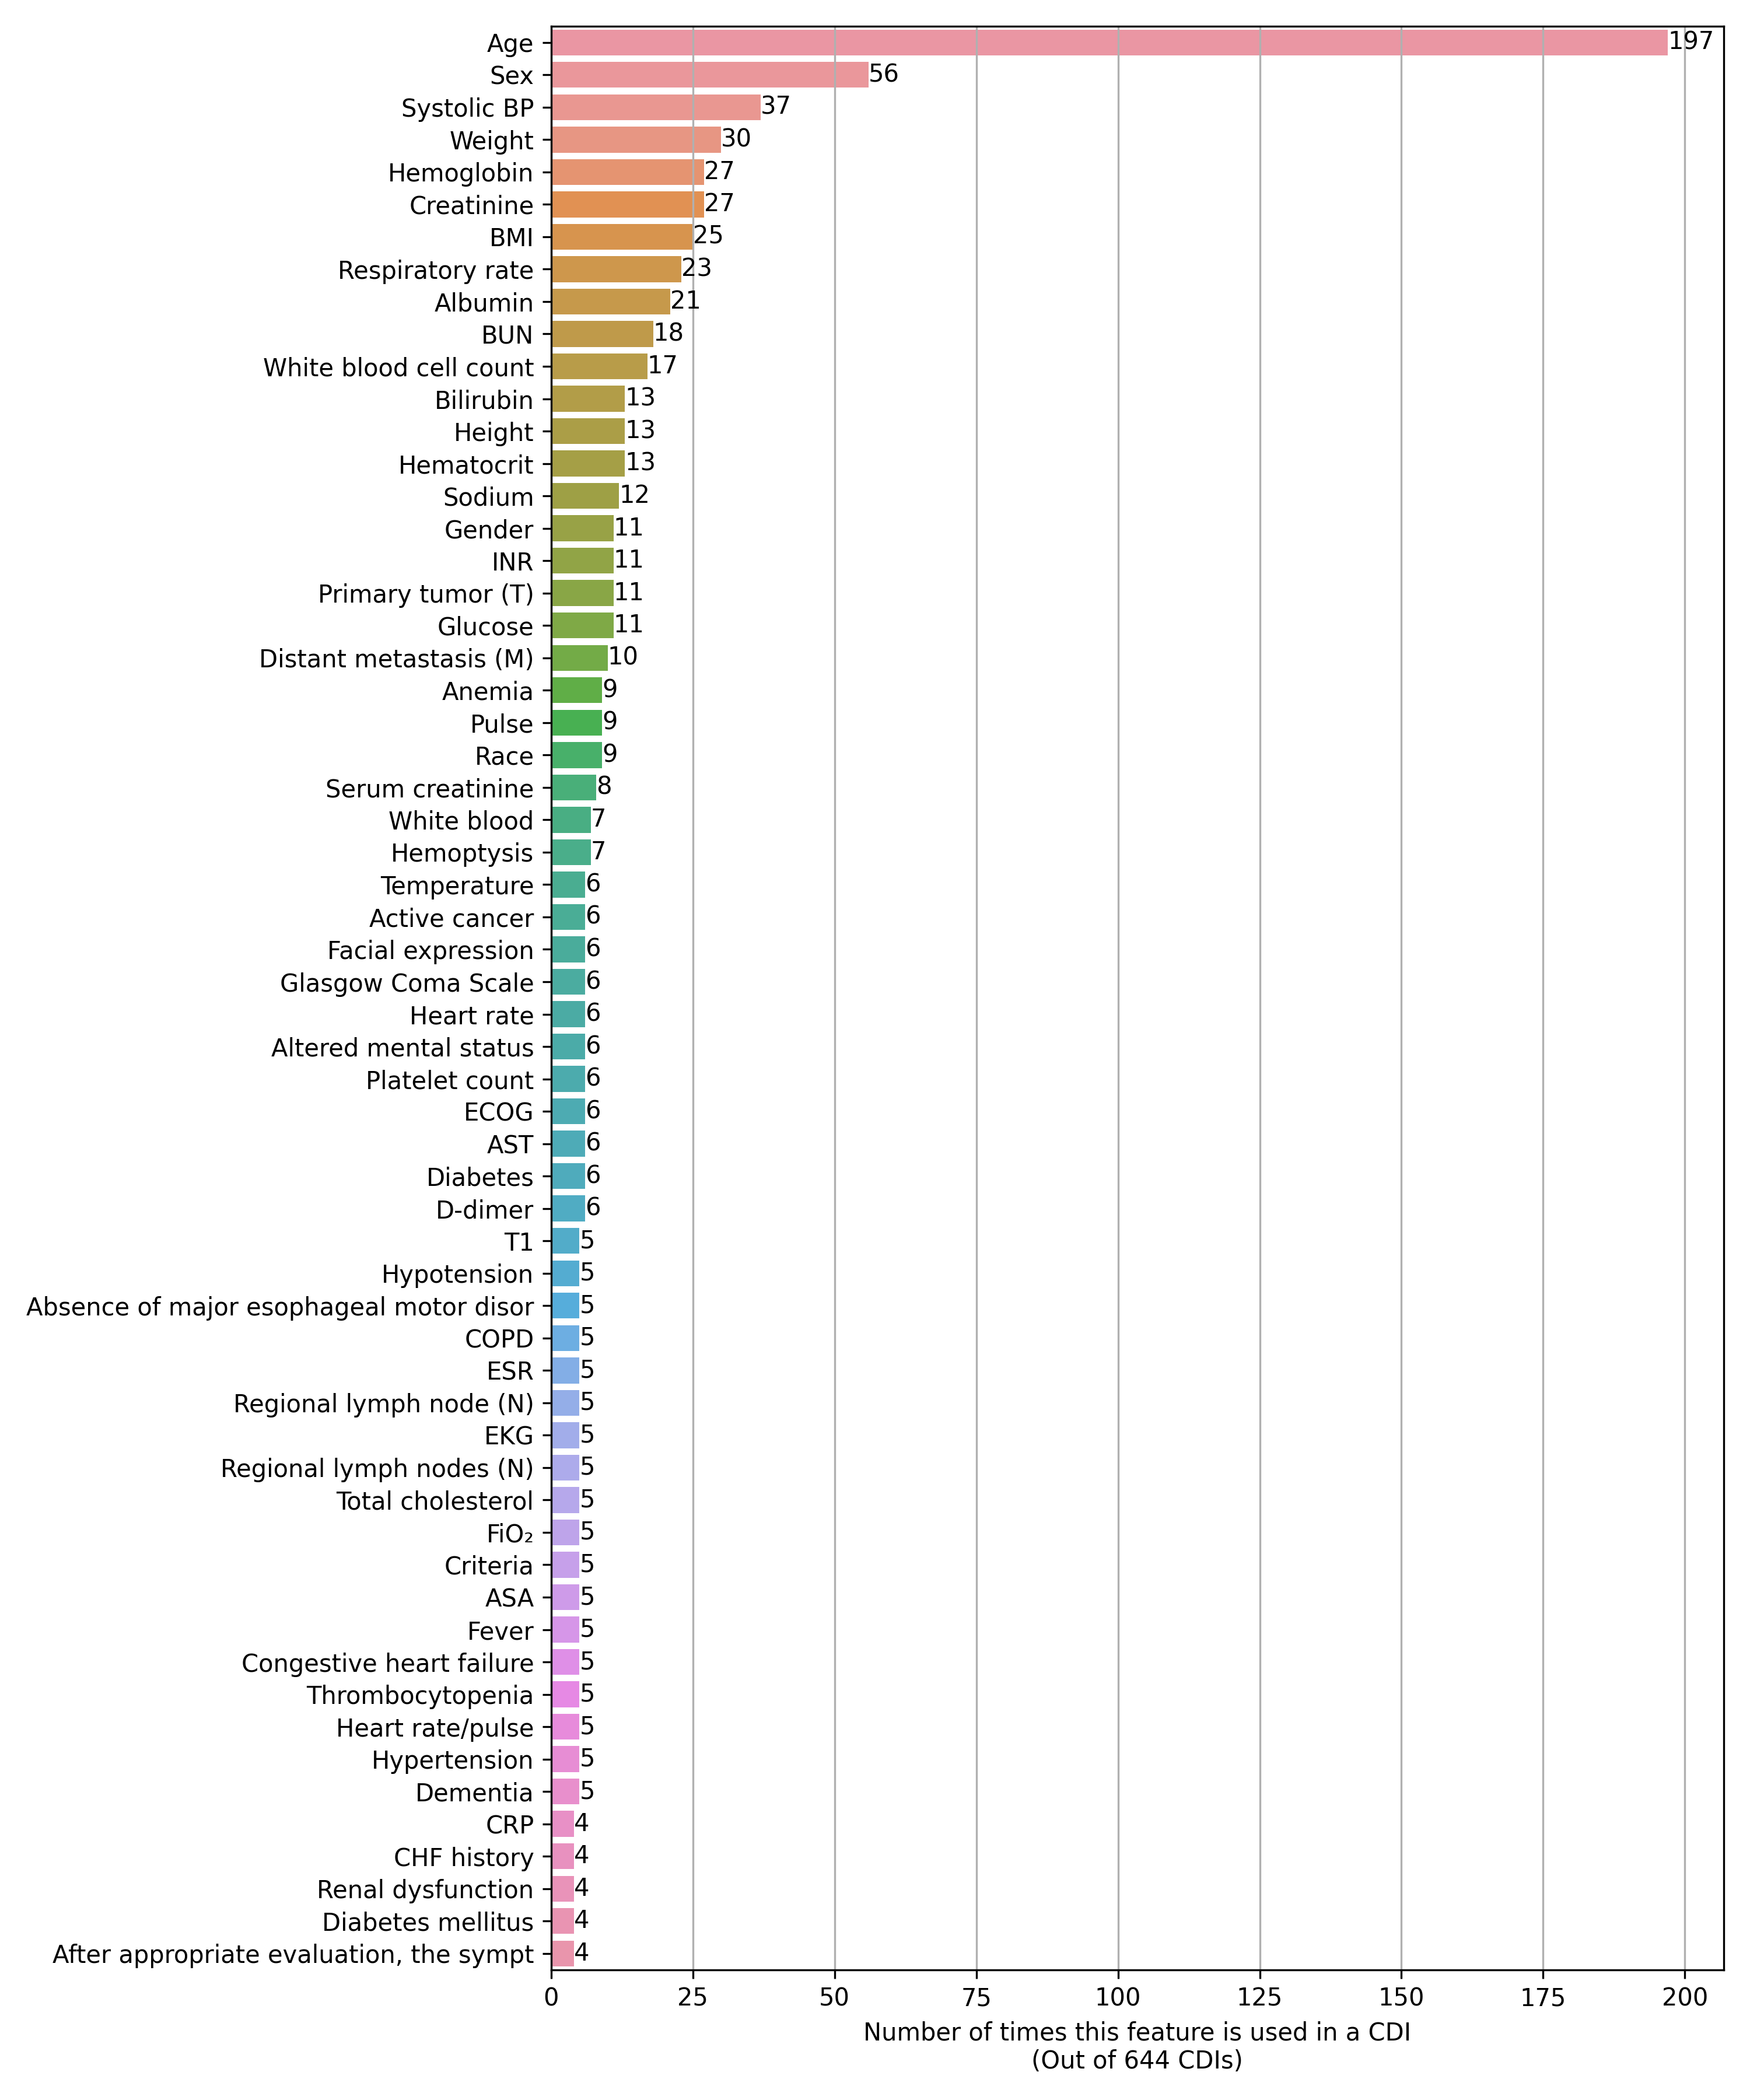 Age 197
Sex 56
Systolic BP 37
Weight 30
Hemoglobin 27
Creatinine 27
BMI 25
Respiratory rate 23
Albumin 21
BUN 18
White blood cell count 17
Bilirubin 13
Height 13
Hematocrit 13
Sodium 12
Gender 11
INR 11
Primary tumor (T) 11
Glucose 11
Distant metastasis (M) 10
Anemia 9
Pulse 9
Race 9
Serum creatinine 8
White blood 7
Hemoptysis 7
Temperature 6
Active cancer 6
Facial expression 6
Glasgow Coma Scale 6
Heart rate 6
Altered mental status 6
Platelet count 6
ECOG 6
AST 6
Diabetes 6
D-dimer 6
T1 5
Hypotension 5
Absence of major esophageal motor disor 5
COPD 5
ESR 5
Regional lymph node (N) 5
EKG 5
Regional lymph nodes (N) 5
Total cholesterol 5
FiO₂ 5
Criteria 5
ASA 5
Fever 5
Congestive heart failure 5
Thrombocytopenia 5
Heart rate/pulse 5
Hypertension 5
Dementia 5
CRP 4
CHF history 4
Renal dysfunction 4
Diabetes mellitus 4
After appropriate evaluation, the sympt 4
0 25 50 75 100 125 150 175 200
Number of times this feature is used in a CDI
(Out of 644 CDIs)